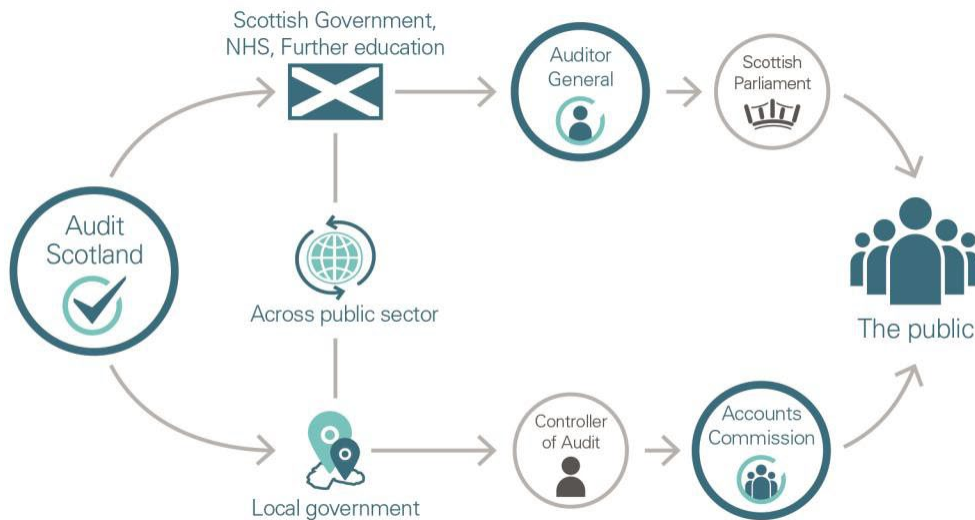 Scottish Government,
NHS, Further education
Auditor
General
Scottish
Parliament
Audit
Scotland
Across public sector
The public
Local government
Controller
of Audit
Accounts
Commission